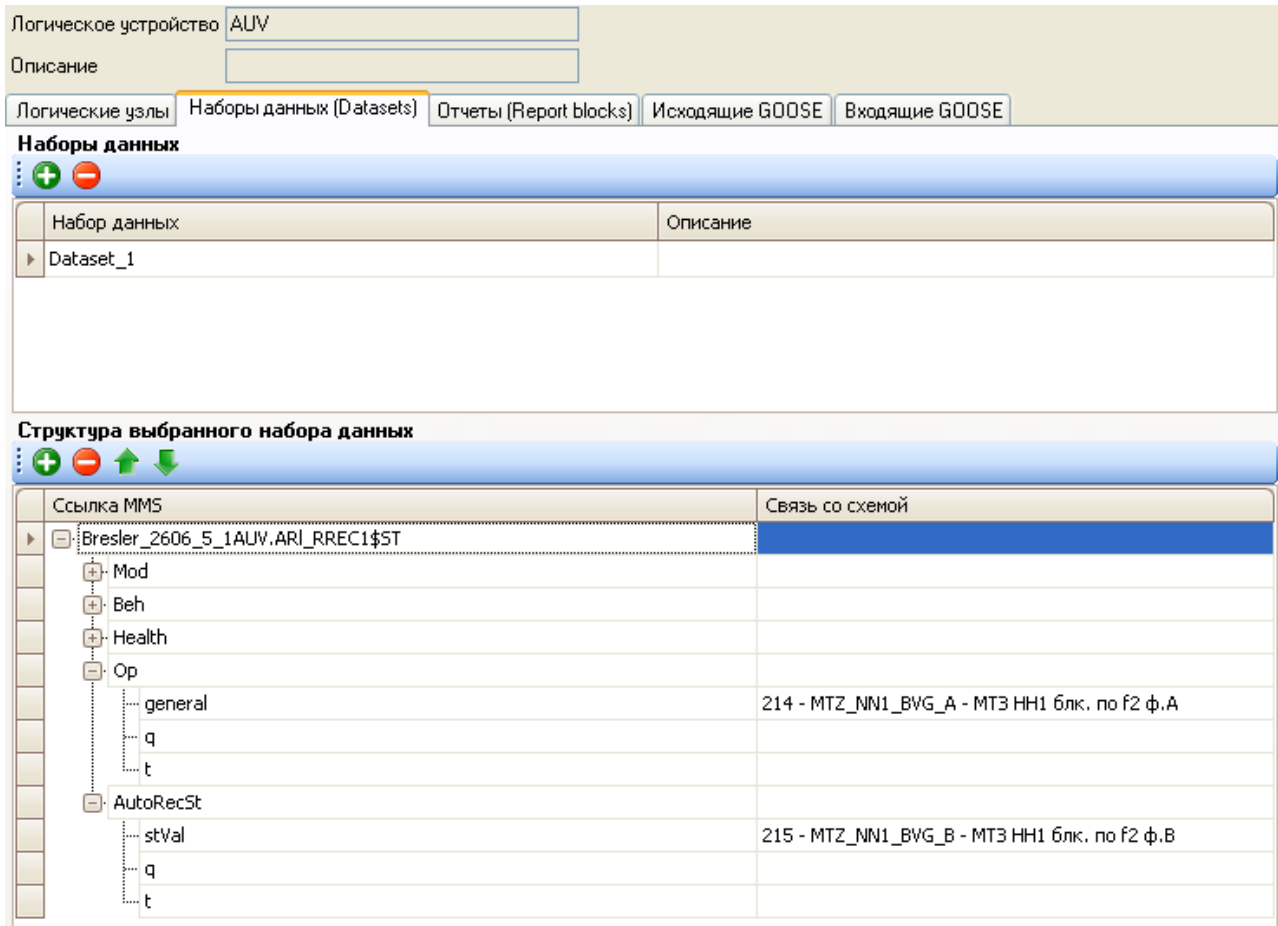 Логическое устройство AUV
Описание
Логические узлы Наборы данных (Datasets) Отчеты (Report blocks) Исходящие GOOSE Входящие GOOSE
Наборы данных
Набор данных Описание
Dataset_1
Структура выбранного набора данных
Ссылка MMS Связь со схемой
Bresler_2606_5_1AUV.ARl_RREC1$ST
Mod
Beh
Health
Op
general 214 - MTZ_NN1_BVG_A - МТЗ НН1 блк. по f2 ф.A
q
t
AutoRecSt
stVal 215 - MTZ_NN1_BVG_B - МТЗ НН1 блк. по f2 ф.B
q
t